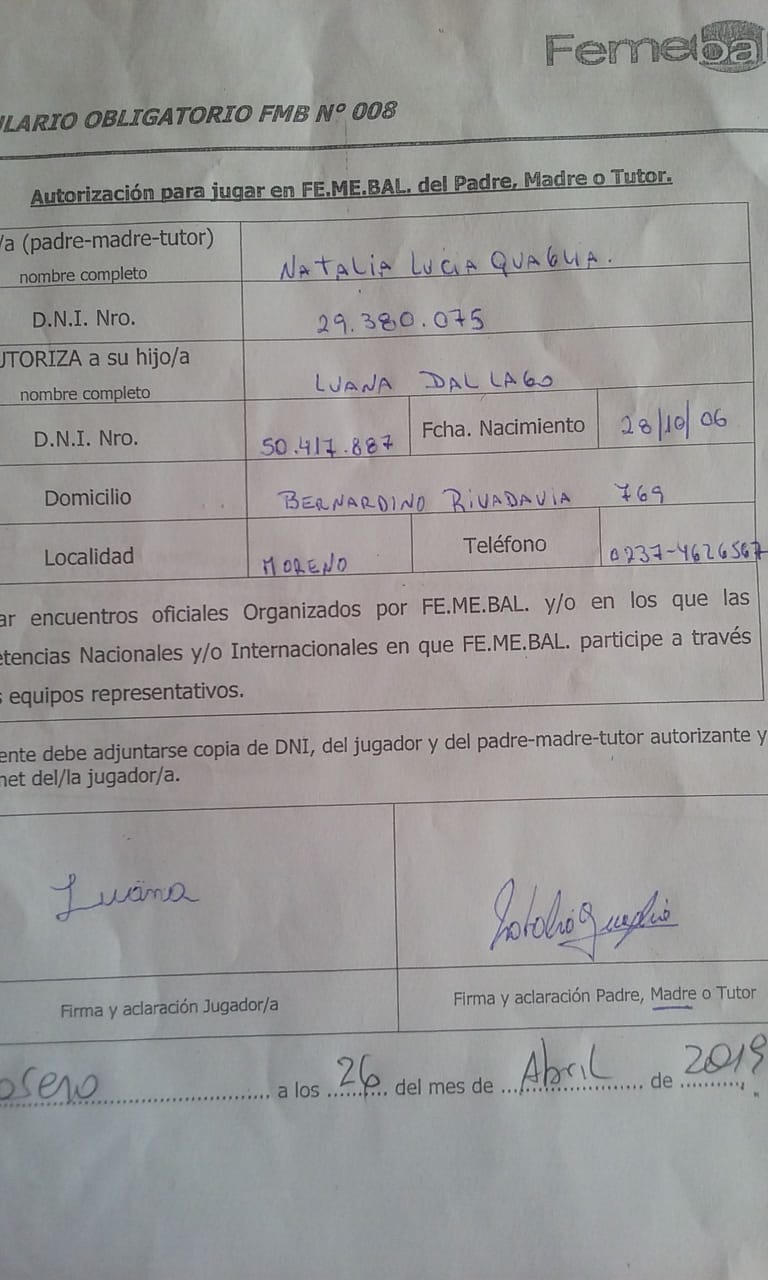 Femebal
ULARIO OBLIGATORIO FMB Nº 008
Autorización para jugar en FE.ME.BAL. del Padre, Madre o Tutor.
/a (padre-madre-tutor)
nombre completo
NATALIA LUCIA QUAGLIA.
D.N.I. Nro. 29.380.075
UTORIZA a su hijo/a
nombre completo
LUANA DAL LAGO
D.N.I. Nro. 50.417.887 Fcha. Nacimiento 28/10/06
Domicilio BERNARDINO RIVADAVIA 769
Localidad MORENO Teléfono 0237-4626567
ar encuentros oficiales Organizados por FE.ME.BAL. y/o en los que las
etencias Nacionales y/o Internacionales en que FE.ME.BAL. participe a través
s equipos representativos.
ente debe adjuntarse copia de DNI, del jugador y del padre-madre-tutor autorizante y
net del/la jugador/a.
Luana
Natalia Quaglia
Firma y aclaración Jugador/a
Firma y aclaración Padre, Madre o Tutor
a los 26 del mes de Abril de 2019